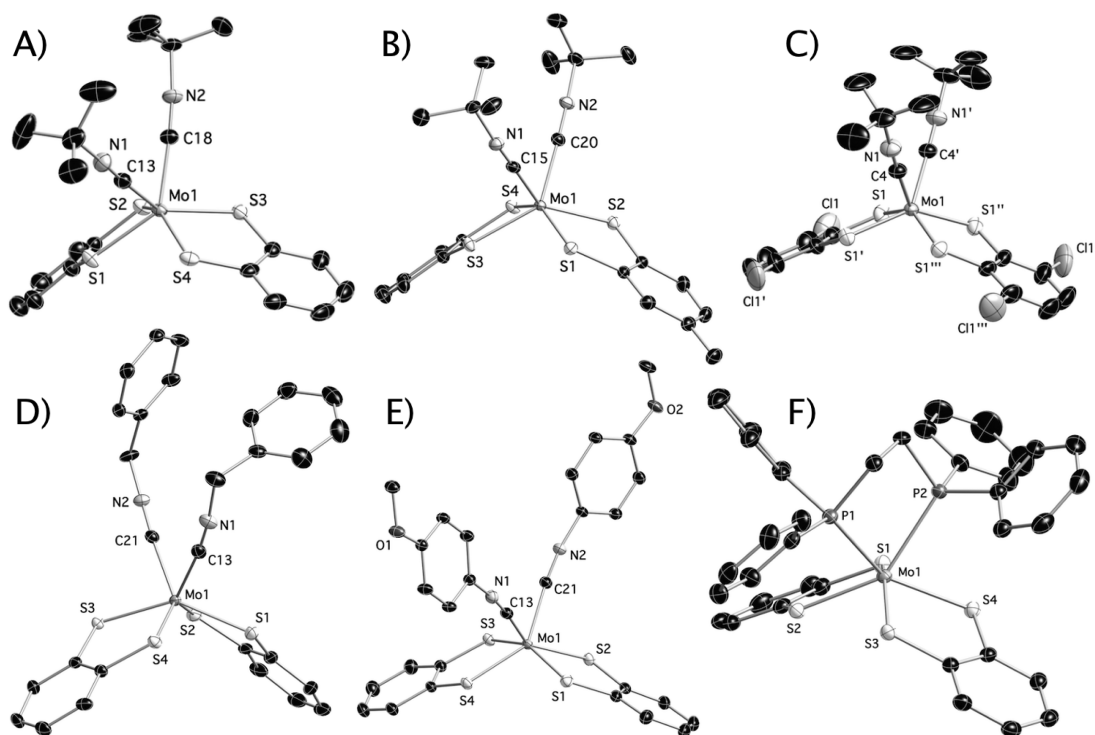 A)
N2
N1
C18
C13
Mo1
S2
S3
S1
S4
B)
N2
N1
C20
C15
Mo1
S4
S2
S3
S1
C)
N1'
N1
C4'
C4
S1
Mo1
S1''
Cl1
S1'
S1'''
Cl1
Cl1'
Cl1'''
D)
N2
N1
C21
C13
Mo1
S3
S2
S1
S4
E)
O2
O1
N2
N1
C21
C13
S3
Mo1
S2
S4
S1
F)
P2
P1
S1
Mo1
S4
S2
S3